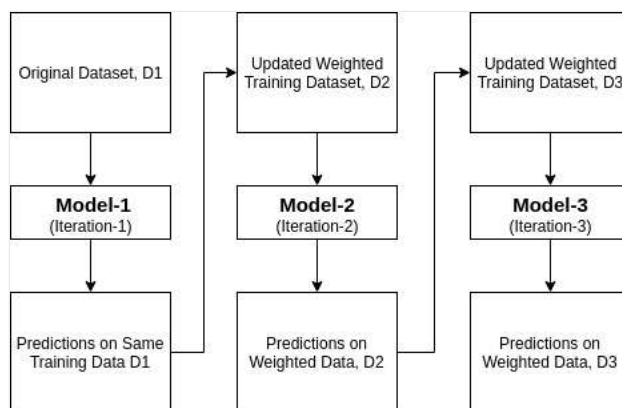 Original Dataset, D1
Updated Weighted
Training Dataset, D2
Updated Weighted
Training Dataset, D3
Model-1
(Iteration-1)
Model-2
(Iteration-2)
Model-3
(Iteration-3)
Predictions on Same
Training Data D1
Predictions on
Weighted Data, D2
Predictions on
Weighted Data, D3